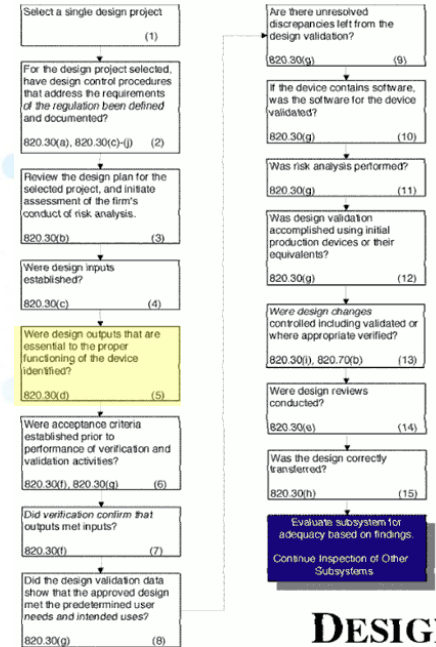 Select a single design project
(1)
For the design project selected,
have design control procedures
that address the requirements
of the regulation been defined
and documented?
820.30(a), 820.30(c)-(j) (2)
Review the design plan for the
selected project, and initiate
assessment of the firm's
conduct of risk analysis.
820.30(b) (3)
Were design inputs
established?
820.30(c) (4)
Were design outputs that are
essential to the proper
functioning of the device
identified?
820.30(d) (5)
Were acceptance criteria
established prior to
performance of verification and
validation activities?
820.30(f), 820.30(g) (6)
Did verification confirm that
outputs met inputs?
820.30(f) (7)
Did the design validation data
show that the approved design
met the predetermined user
needs and intended uses?
820.30(g) (8)
Are there unresolved
discrepancies left from the
design validation?
820.30(g) (9)
If the device contains software,
was the software for the device
validated?
820.30(g) (10)
Was risk analysis performed?
820.30(g) (11)
Was design validation
accomplished using initial
production devices or their
equivalents?
820.30(g) (12)
Were design changes
controlled including validated or
where appropriate verified?
820.30(i), 820.70(b) (13)
Were design reviews
conducted?
820.30(e) (14)
Was the design correctly
transferred?
820.30(h) (15)
Evaluate subsystem for
adequacy based on findings.
Continue Inspection of Other
Subsystems